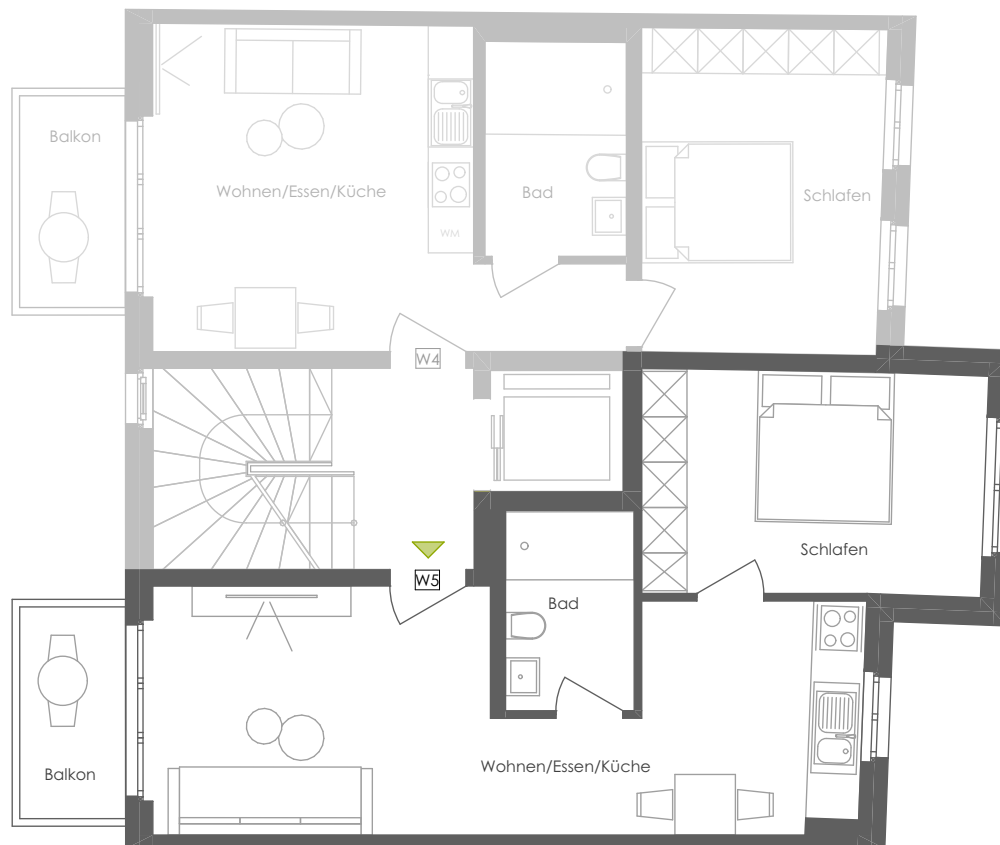 Balkon
Wohnen/Essen/Küche
Bad
Schlafen
WM
W4
Schlafen
W5
Bad
Wohnen/Essen/Küche
Balkon